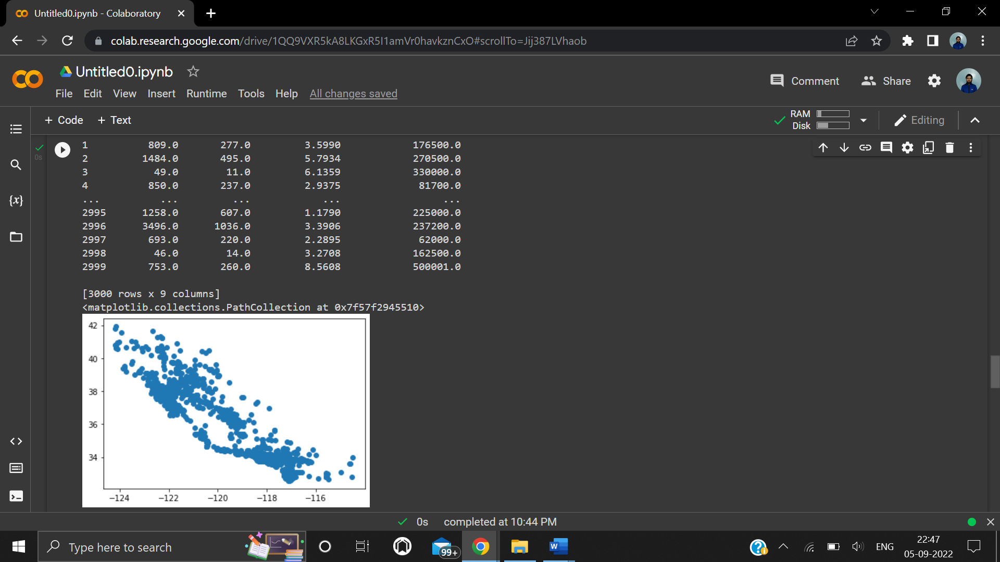 Untitled0.ipynb - Colaboratory
colab.research.google.com/drive/1QQ9VXR5kA8LKGxR5I1amVr0havkznCxO#scrollTo=Jij387LVhaob
Untitled0.ipynb
Comment Share
File Edit View Insert Runtime Tools Help All changes saved
+ Code + Text RAM Disk Editing
0s
1 809.0 277.0 3.5990 176500.0
2 1484.0 495.0 5.7934 270500.0
3 49.0 11.0 6.1359 330000.0
4 850.0 237.0 2.9375 81700.0
... ... ... ... ...
2995 1258.0 607.0 1.1790 225000.0
2996 3496.0 1036.0 3.3906 237200.0
2997 693.0 220.0 2.2895 62000.0
2998 46.0 14.0 3.2708 162500.0
2999 753.0 260.0 8.5608 500001.0
[3000 rows x 9 columns]
<matplotlib.collections.PathCollection at 0x7f57f2945510>
42
40
38
36
34
−124 −122 −120 −118 −116
0s completed at 10:44 PM
Type here to search
99+
W
ENG
22:47
05-09-2022